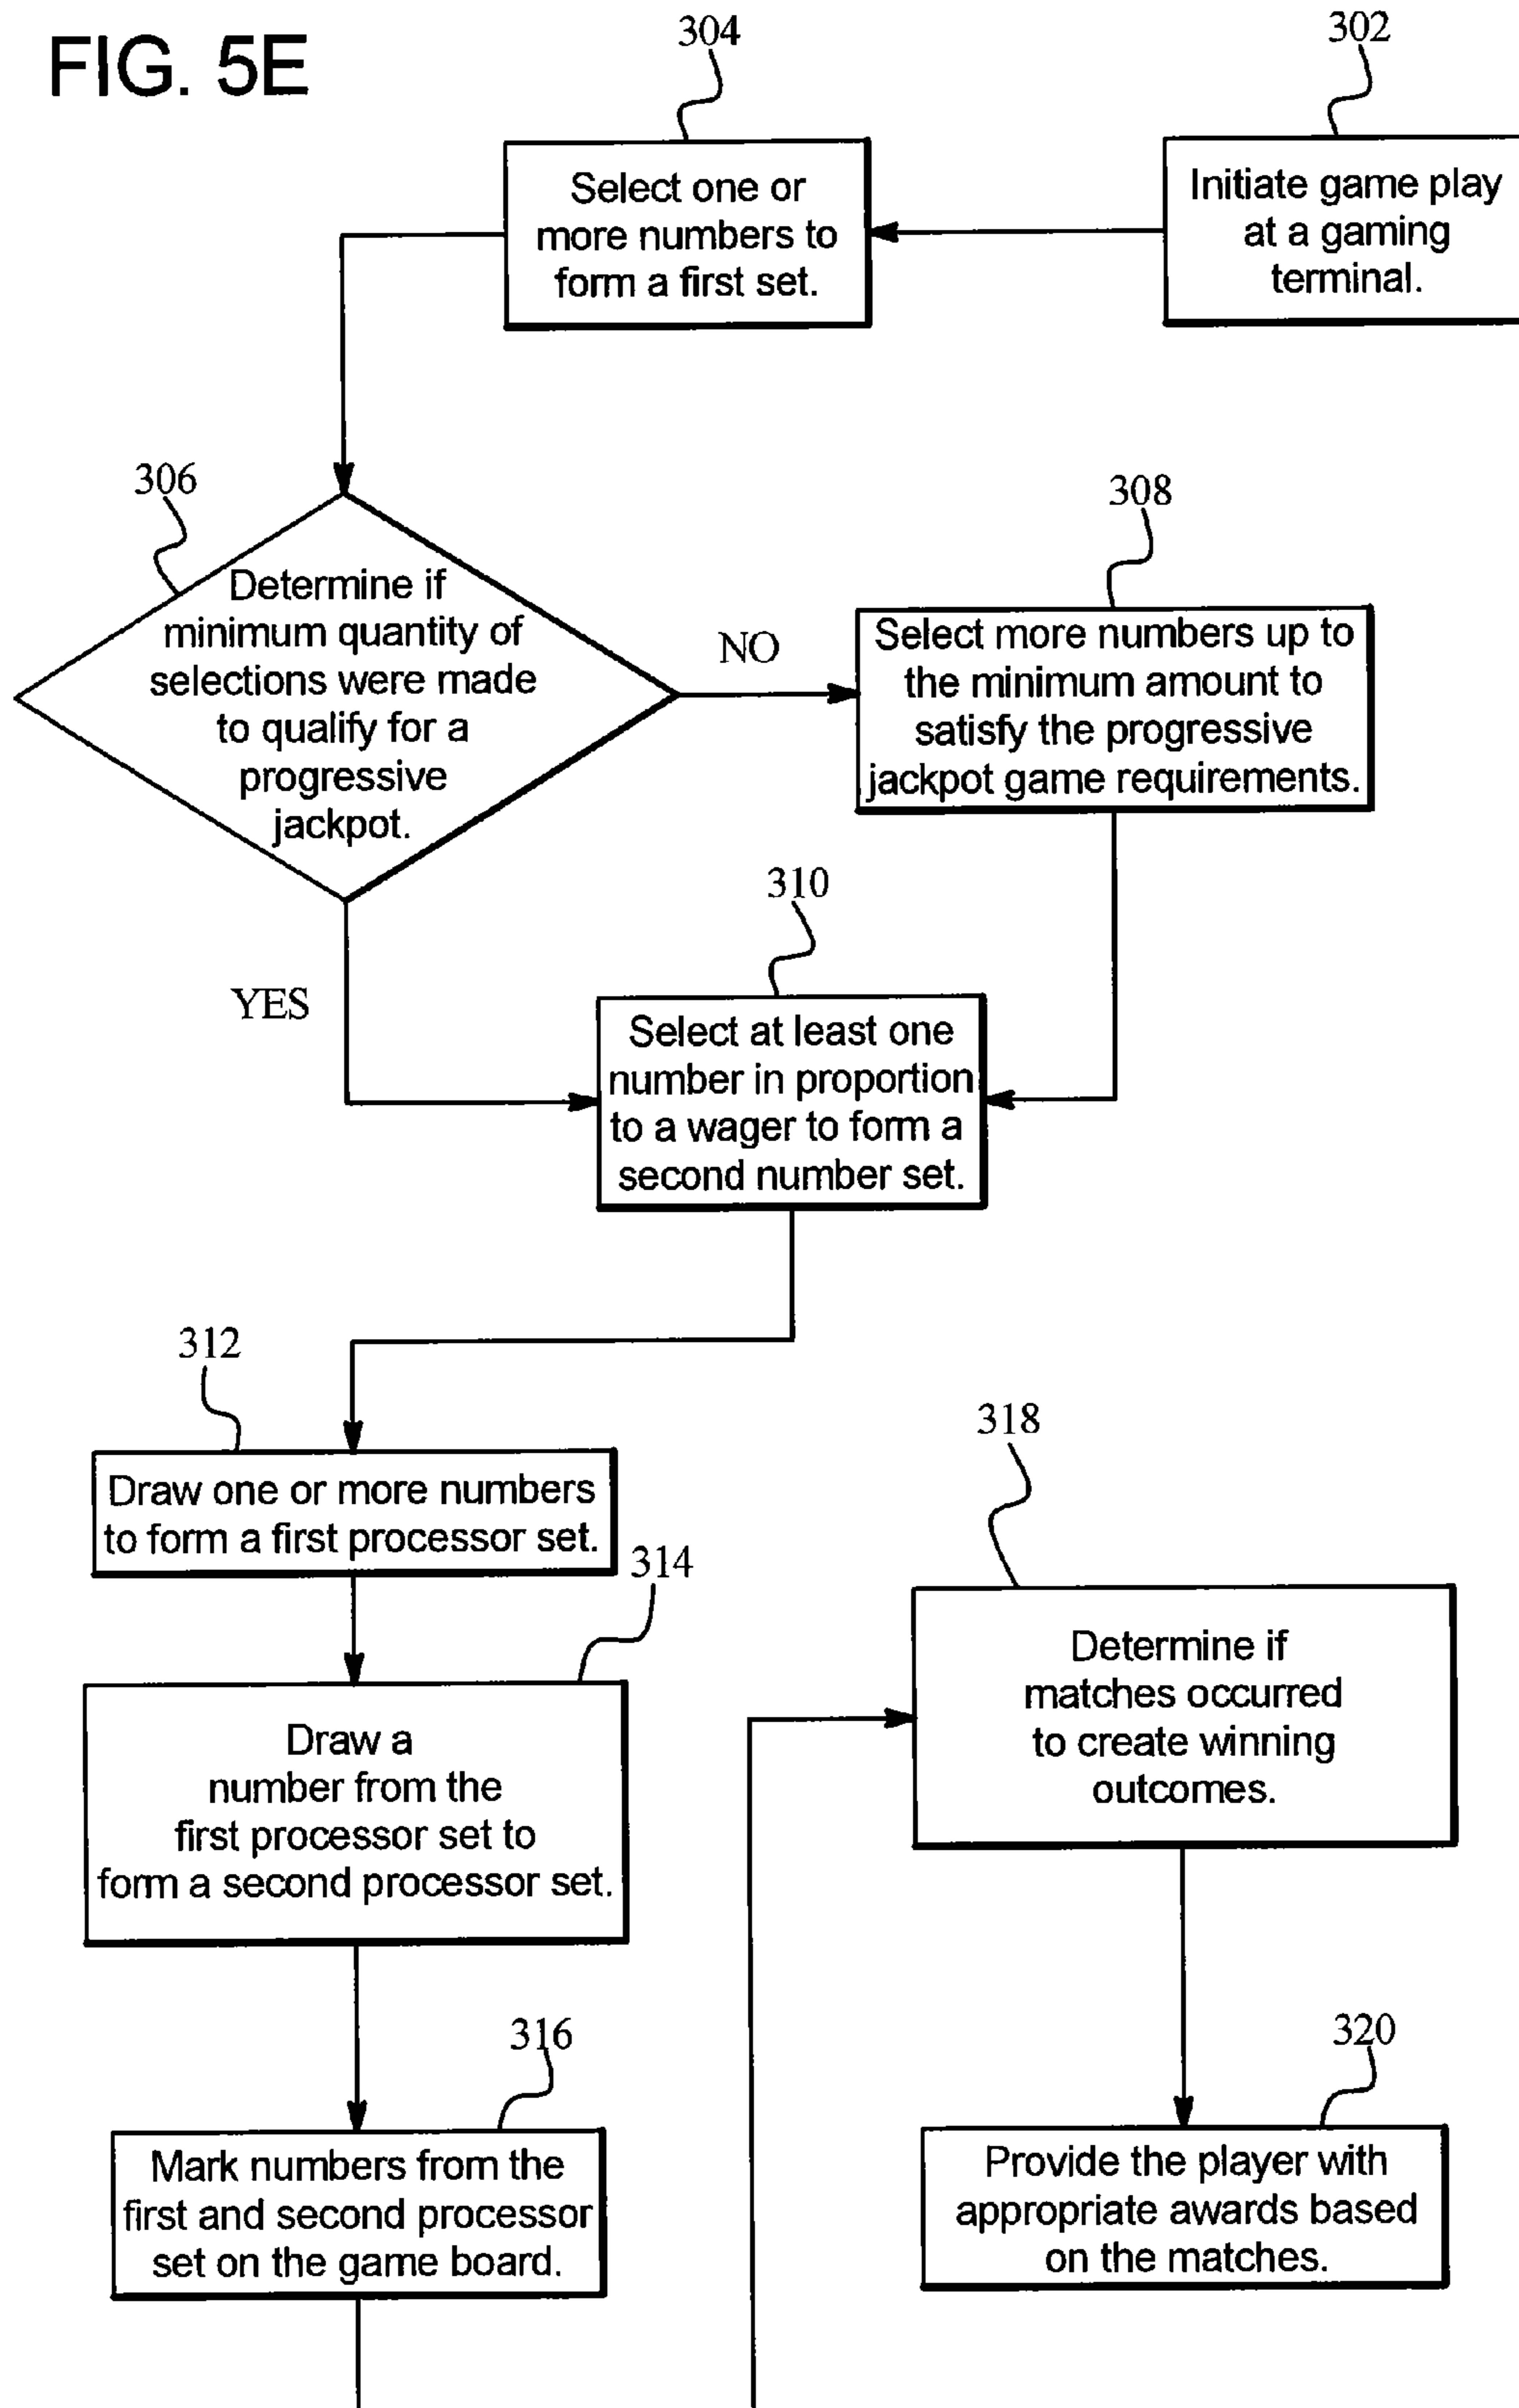 FIG. 5E
302
Initiate game play
at a gaming
terminal.
304
Select one or
more numbers to
form a first set.
306
Determine if
minimum quantity of
selections were made
to qualify for a
progressive
jackpot.
NO
308
Select more numbers up to
the minimum amount to
satisfy the progressive
jackpot game requirements.
YES
310
Select at least one
number in proportion
to a wager to form a
second number set.
312
Draw one or more numbers
to form a first processor set.
314
Draw a
number from the
first processor set to
form a second processor set.
316
Mark numbers from the
first and second processor
set on the game board.
318
Determine if
matches occurred
to create winning
outcomes.
320
Provide the player with
appropriate awards based
on the matches.